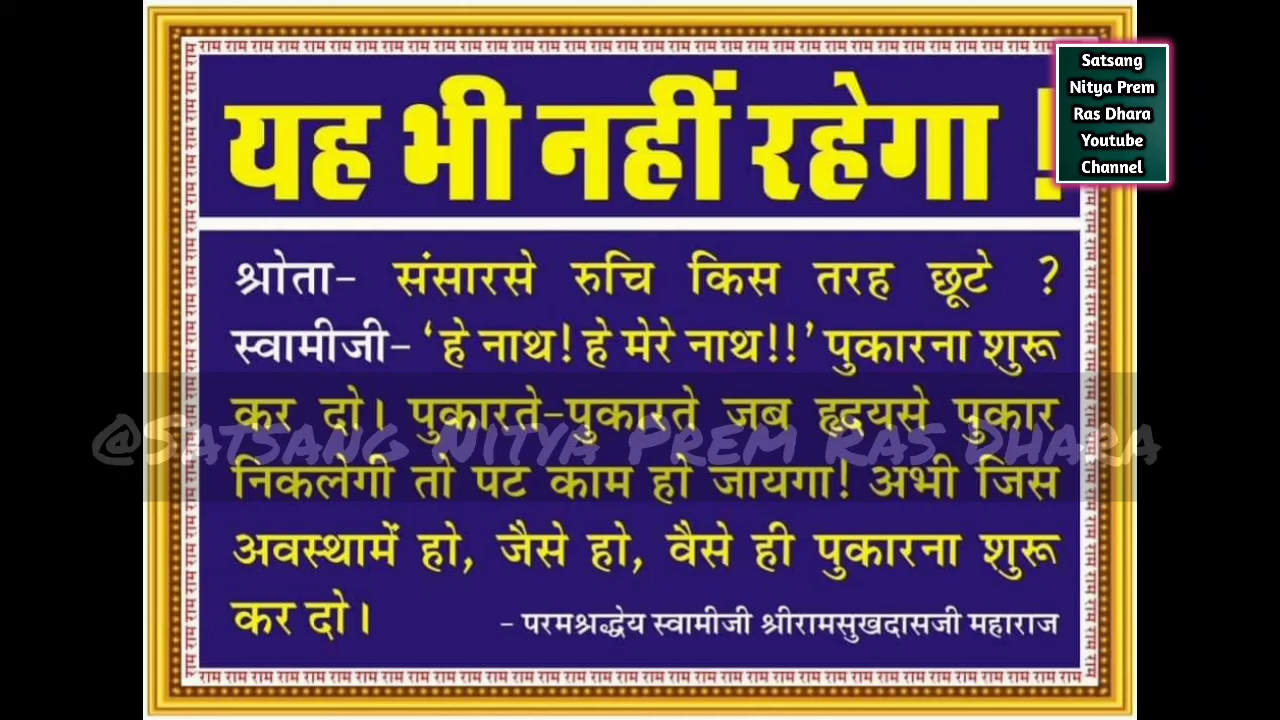 राम राम राम राम राम राम राम राम राम राम राम राम राम राम राम राम राम राम राम राम राम राम राम राम राम राम राम राम राम राम राम राम राम
Satsang
Nitya Prem
Ras Dhara
Youtube
Channel
यह भी नहीं रहेगा !
श्रोता- संसारसे रुचि किस तरह छूटे ?
स्वामीजी- ‘हे नाथ! हे मेरे नाथ!!’ पुकारना शुरू
कर दो। पुकारते-पुकारते जब हृदयसे पुकार
@Satsang Nitya Prem Ras Dhara
निकलेगी तो पट काम हो जायगा! अभी जिस
अवस्थामें हो, जैसे हो, वैसे ही पुकारना शुरू
कर दो।
- परमश्रद्धेय स्वामीजी श्रीरामसुखदासजी महाराज
राम राम राम राम राम राम राम राम राम राम राम राम राम राम राम राम राम राम राम राम राम राम राम राम राम राम राम राम राम राम राम राम राम राम